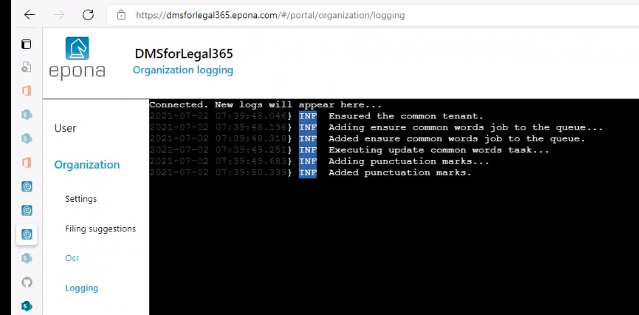 https://dmsforlegal365.epona.com/#/portal/organization/logging
epona
DMSforLegal365
Organization logging
User
Organization
Settings
Filing suggestions
Ocr
Logging
Connected. New logs will appear here...
2021-07-02 07:39:48.046} INF Ensured the common tenant.
2021-07-02 07:39:48.196} INF Adding ensure common words job to the queue...
2021-07-02 07:39:48.318} INF Added ensure common words job to the queue.
2021-07-02 07:39:49.251} INF Executing update common words task...
2021-07-02 07:39:49.683} INF Adding punctuation marks...
2021-07-02 07:39:50.339} INF Added punctuation marks.